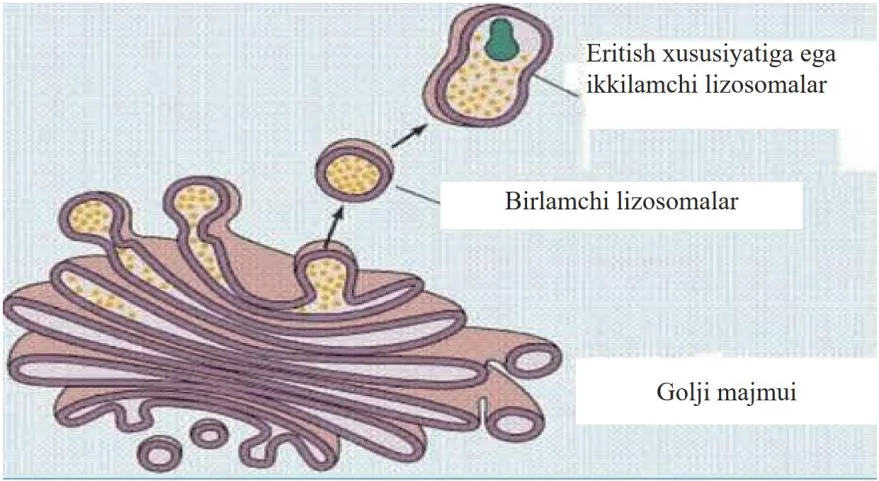 Eritish xususiyatiga ega
ikkilamchi lizosomalar
Birlamchi lizosomalar
Golji majmui